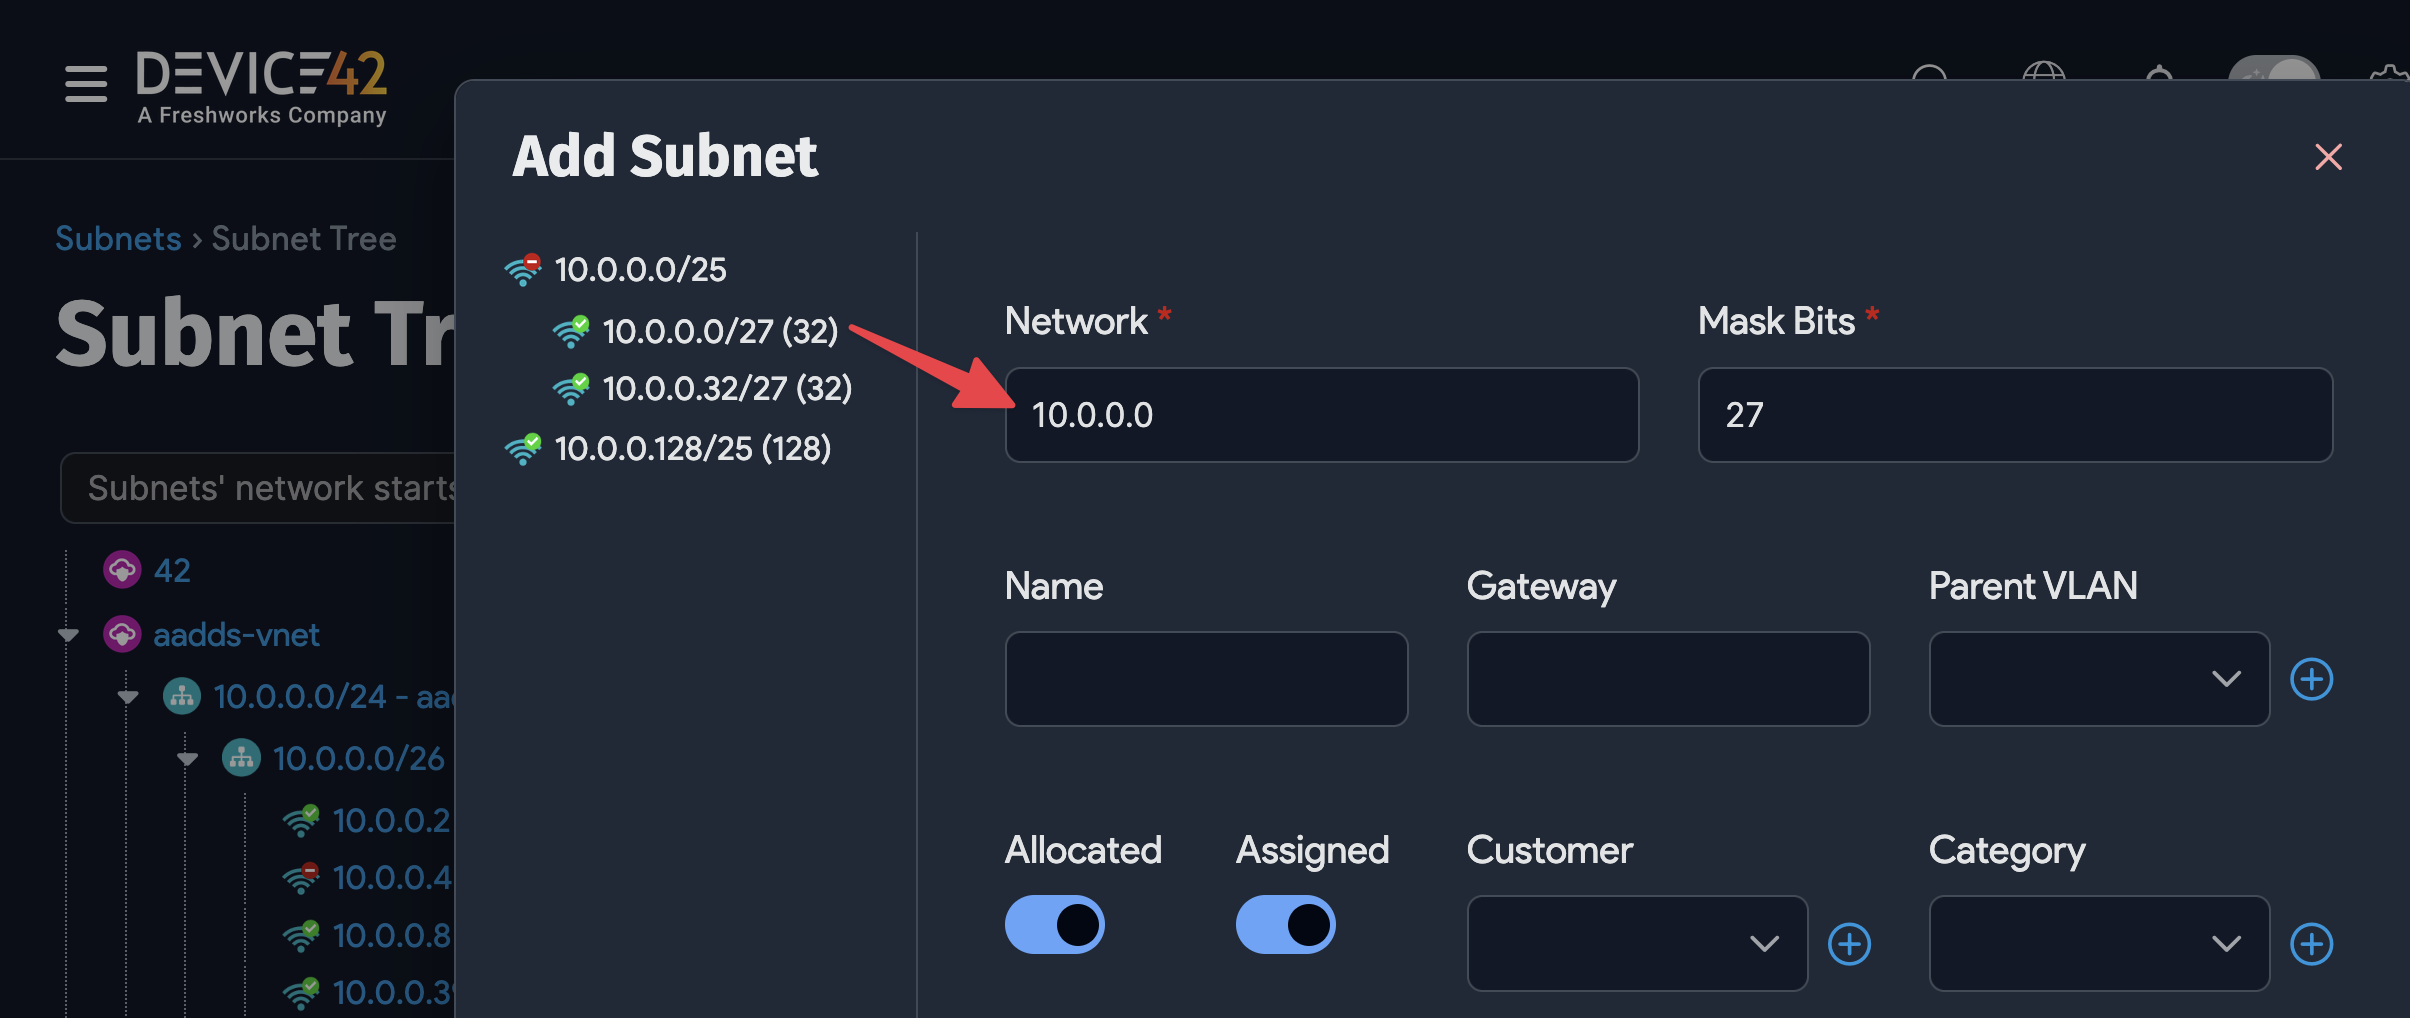 DEVICE42
A Freshworks Company
Add Subnet
Subnets › Subnet Tree
Subnet Tr
Subnets' network starts
42
aadds-vnet
10.0.0.0/24 - aad
10.0.0.0/26
10.0.0.2
10.0.0.4
10.0.0.8
10.0.0.39
10.0.0.0/25
10.0.0.0/27 (32)
10.0.0.32/27 (32)
10.0.0.128/25 (128)
Network *
Mask Bits *
10.0.0.0
27
Name
Gateway
Parent VLAN
Allocated
Assigned
Customer
Category